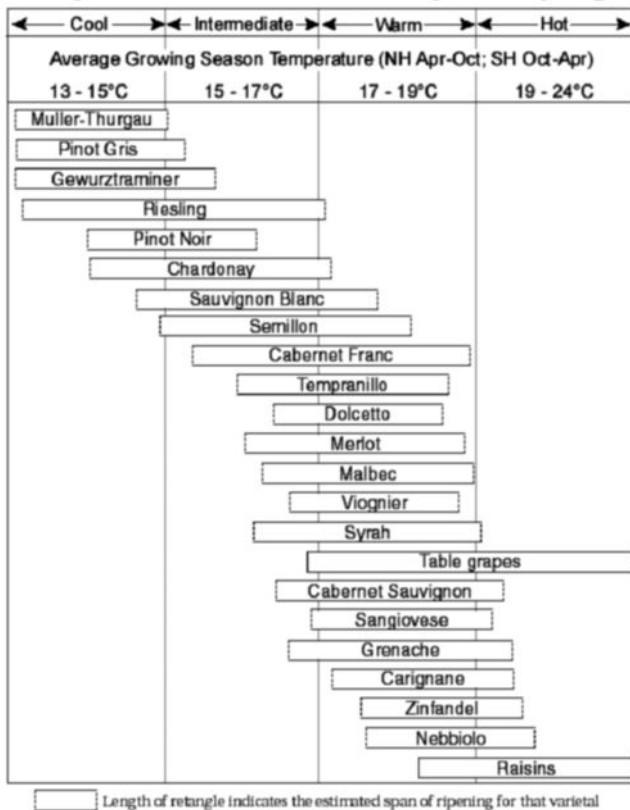 Cool Intermediate Warm Hot
Average Growing Season Temperature (NH Apr-Oct; SH Oct-Apr)
13 - 15°C 15 - 17°C 17 - 19°C 19 - 24°C
Muller-Thurgau
Pinot Gris
Gewurztraminer
Riesling
Pinot Noir
Chardonay
Sauvignon Blanc
Semillon
Cabernet Franc
Tempranillo
Dolcetto
Merlot
Malbec
Viognier
Syrah
Table grapes
Cabernet Sauvignon
Sangiovese
Grenache
Carignane
Zinfandel
Nebbiolo
Raisins
Length of retangle indicates the estimated span of ripening for that varietal